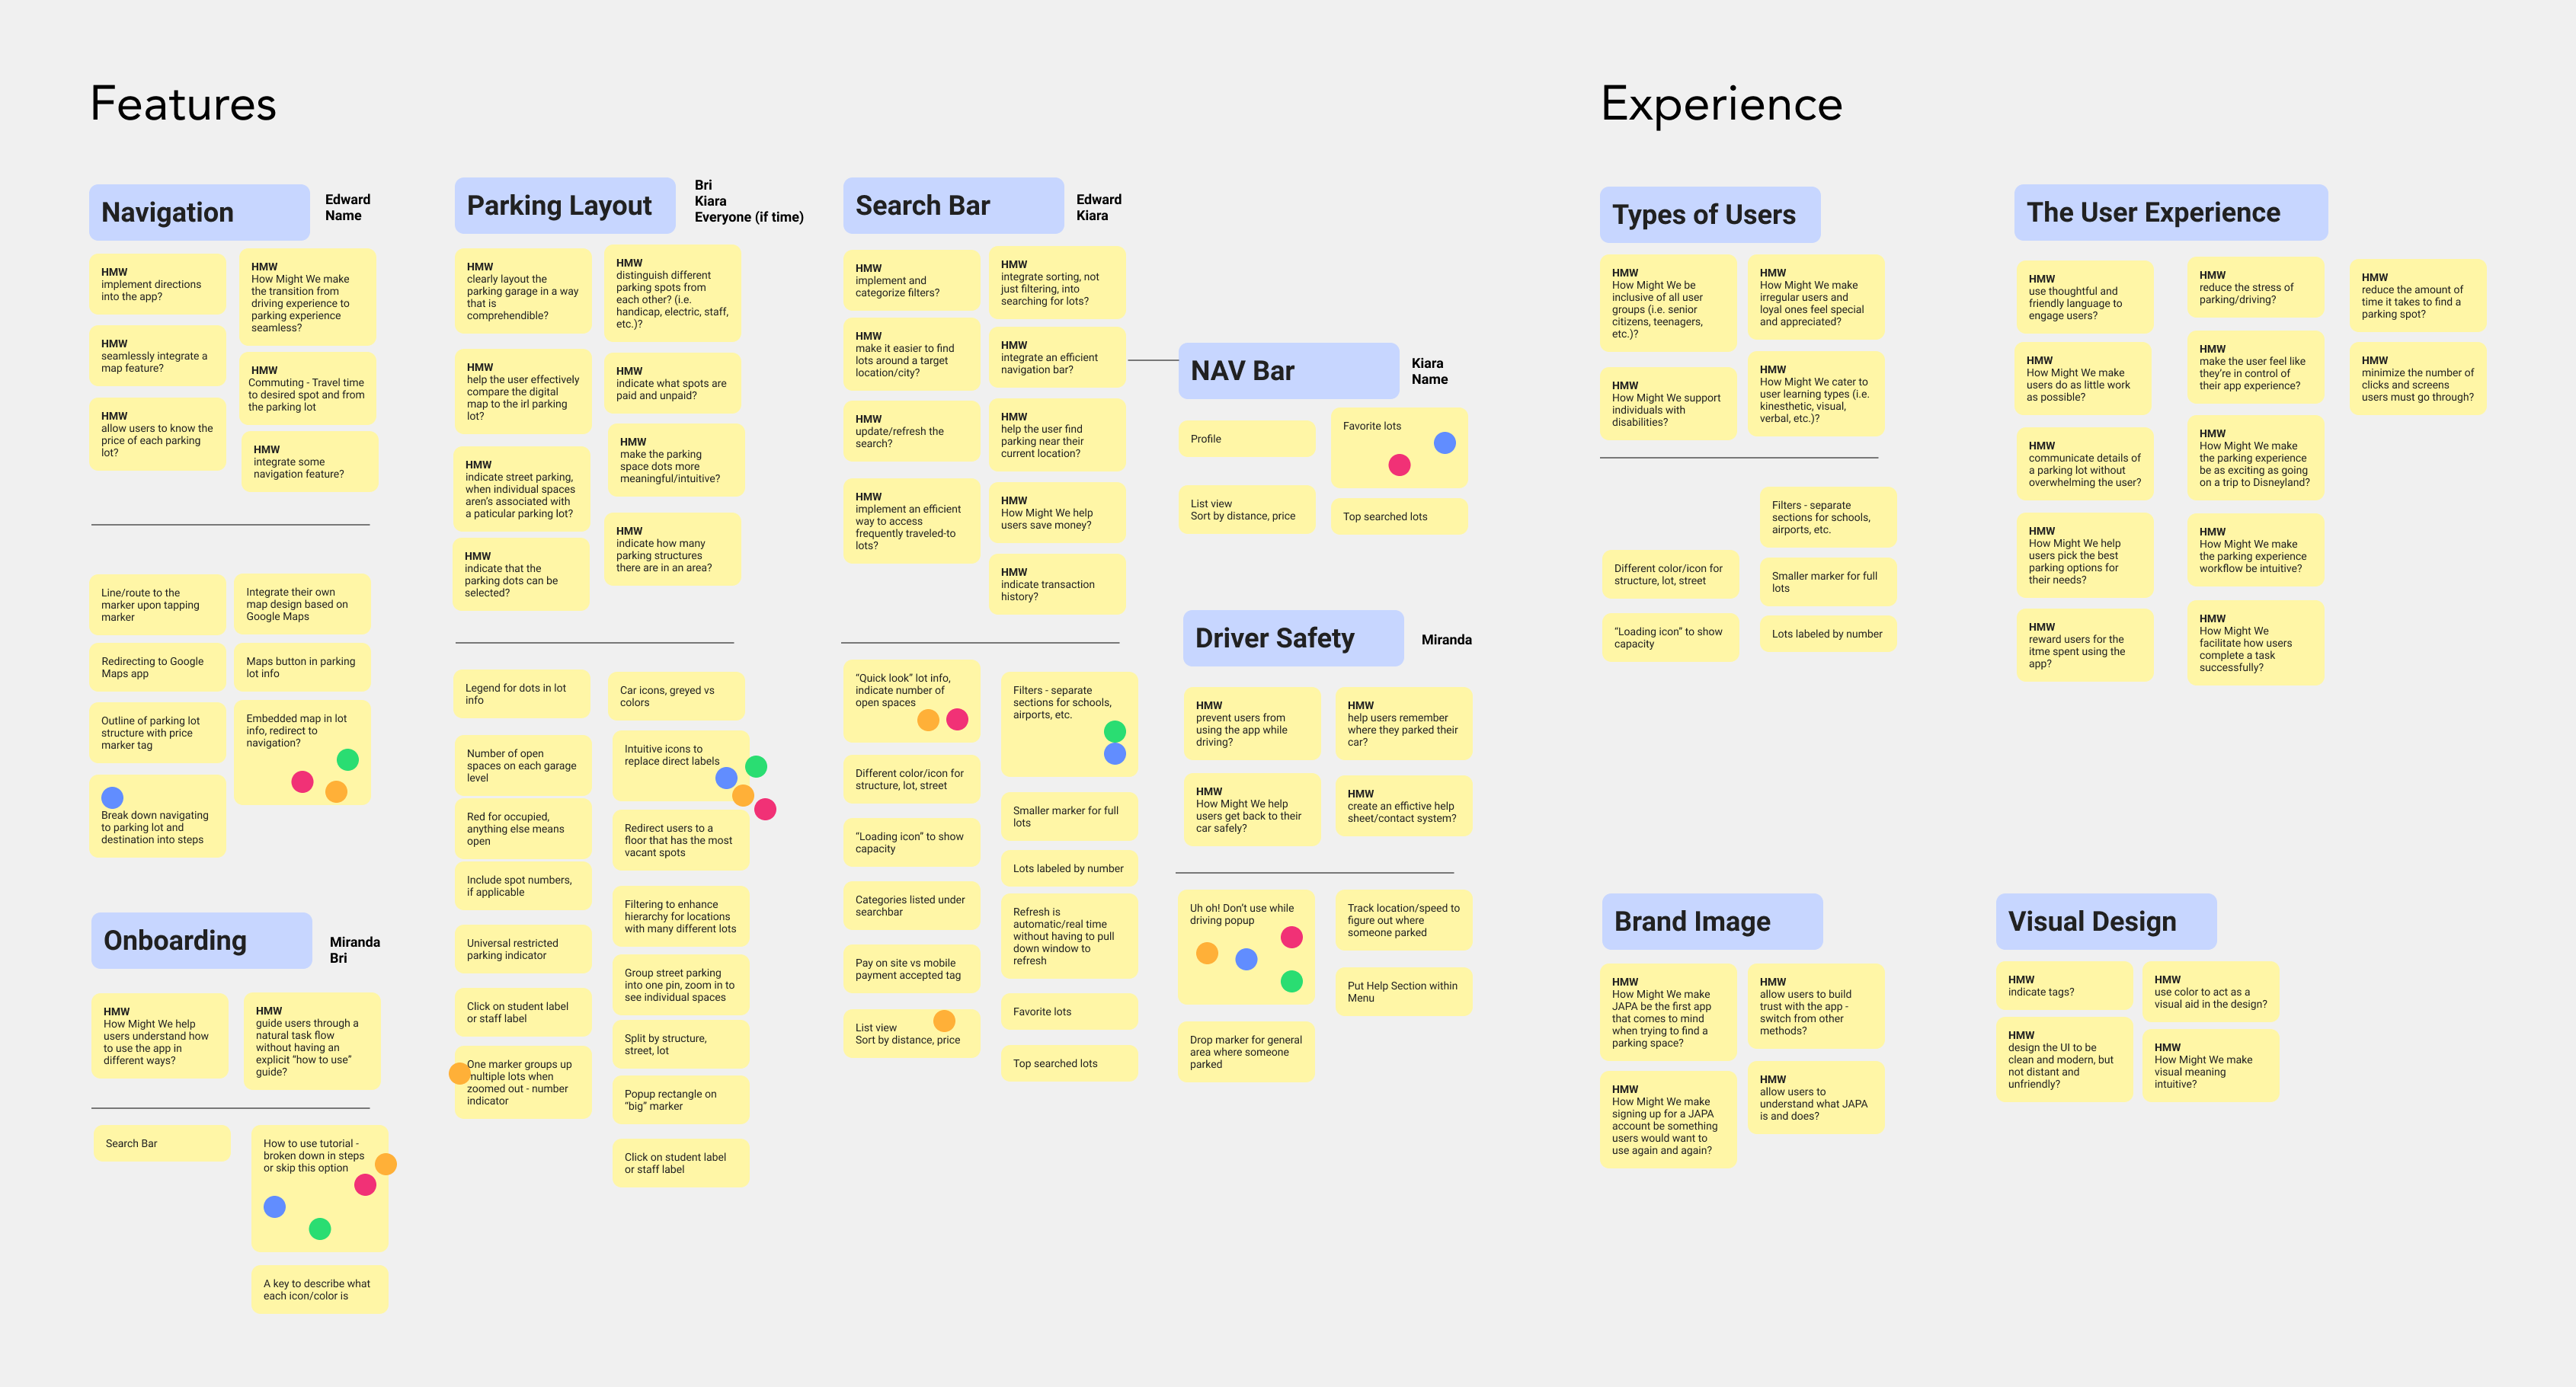 Features
Navigation
Edward
Name
HMW
implement directions
into the app?
HMW
seamlessly integrate a
map feature?
HMW
allow users to know the
price of each parking
lot?
HMW
How Might We make
the transition from
driving experience to
parking experience
seamless?
HMW
Commuting - Travel time
to desired spot and from
the parking lot
HMW
integrate some
navigation feature?
Line/route to the
marker upon tapping
marker
Redirecting to Google
Maps app
Outline of parking lot
structure with price
marker tag
Break down navigating
to parking lot and
destination into steps
Integrate their own
map design based on
Google Maps
Maps button in parking
lot info
Embedded map in lot
info, redirect to
navigation?
Onboarding
Miranda
Bri
HMW
How Might We help
users understand how
to use the app in
different ways?
HMW
guide users through a
natural task flow
without having an
explicit "how to use"
guide?
Search Bar
How to use tutorial -
broken down in steps
or skip this option
A key to describe what
each icon/color is
Parking Layout
Bri
Kiara
Everyone (if time)
HMW
clearly layout the
parking garage in a way
that is
comprehendible?
HMW
help the user effectively
compare the digital
map to the irl parking
lot?
HMW
indicate street parking,
when individual spaces
aren's associated with
a paticular parking lot?
HMW
indicate that the
parking dots can be
selected?
HMW
distinguish different
parking spots from
each other? (i.e.
handicap, electric, staff,
etc.)?
HMW
indicate what spots are
paid and unpaid?
HMW
make the parking
space dots more
meaningful/intuitive?
HMW
indicate how many
parking structures
there are in an area?
Legend for dots in lot
info
Number of open
spaces on each garage
level
Red for occupied,
anything else means
open
Include spot numbers,
if applicable
Universal restricted
parking indicator
Click on student label
or staff label
One marker groups up
multiple lots when
zoomed out - number
indicator
Car icons, greyed vs
colors
Intuitive icons to
replace direct labels
Redirect users to a
floor that has the most
vacant spots
Filtering to enhance
hierarchy for locations
with many different lots
Group street parking
into one pin, zoom in to
see individual spaces
Split by structure,
street, lot
Popup rectangle on
"big" marker
Click on student label
or staff label
Search Bar
Edward
Kiara
HMW
implement and
categorize filters?
HMW
make it easier to find
lots around a target
location/city?
HMW
update/refresh the
search?
HMW
implement an efficient
way to access
frequently traveled-to
lots?
HMW
integrate sorting, not
just filtering, into
searching for lots?
HMW
integrate an efficient
navigation bar?
HMW
help the user find
parking near their
current location?
HMW
How Might We help
users save money?
HMW
indicate transaction
history?
"Quick look" lot info,
indicate number of
open spaces
Different color/icon for
structure, lot, street
"Loading icon" to show
capacity
Categories listed under
searchbar
Pay on site vs mobile
payment accepted tag
List view
Sort by distance, price
Filters - separate
sections for schools,
airports, etc.
Smaller marker for full
lots
Lots labeled by number
Refresh is
automatic/real time
without having to pull
down window to
refresh
Favorite lots
Top searched lots
NAV Bar
Kiara
Name
Profile
List view
Sort by distance, price
Favorite lots
Top searched lots
Driver Safety
Miranda
HMW
prevent users from
using the app while
driving?
HMW
How Might We help
users get back to their
car safely?
HMW
help users remember
where they parked their
car?
HMW
create an effictive help
sheet/contact system?
Uh oh! Don't use while
driving popup
Drop marker for general
area where someone
parked
Track location/speed to
figure out where
someone parked
Put Help Section within
Menu
Experience
Types of Users
HMW
How Might We be
inclusive of all user
groups (i.e. senior
citizens, teenagers,
etc.)?
HMW
How Might We support
individuals with
disabilities?
HMW
How Might We make
irregular users and
loyal ones feel special
and appreciated?
HMW
How Might We cater to
user learning types (i.e.
kinesthetic, visual,
verbal, etc.)?
Different color/icon for
structure, lot, street
"Loading icon" to show
capacity
Filters - separate
sections for schools,
airports, etc.
Smaller marker for full
lots
Lots labeled by number
The User Experience
HMW
use thoughtful and
friendly language to
engage users?
HMW
How Might We make
users do as little work
as possible?
HMW
communicate details of
a parking lot without
overwhelming the user?
HMW
How Might We help
users pick the best
parking options for
their needs?
HMW
reward users for the
itme spent using the
app?
HMW
reduce the stress of
parking/driving?
HMW
make the user feel like
they're in control of
their app experience?
HMW
How Might We make
the parking experience
be as exciting as going
on a trip to Disneyland?
HMW
How Might We make
the parking experience
workflow be intuitive?
HMW
How Might We
facilitate how users
complete a task
successfully?
HMW
reduce the amount of
time it takes to find a
parking spot?
HMW
minimize the number of
clicks and screens
users must go through?
Brand Image
HMW
How Might We make
JAPA be the first app
that comes to mind
when trying to find a
parking space?
HMW
How Might We make
signing up for a JAPA
account be something
users would want to
use again and again?
HMW
allow users to build
trust with the app -
switch from other
methods?
HMW
allow users to
understand what JAPA
is and does?
Visual Design
HMW
indicate tags?
HMW
design the UI to be
clean and modern, but
not distant and
unfriendly?
HMW
use color to act as a
visual aid in the design?
HMW
How Might We make
visual meaning
intuitive?